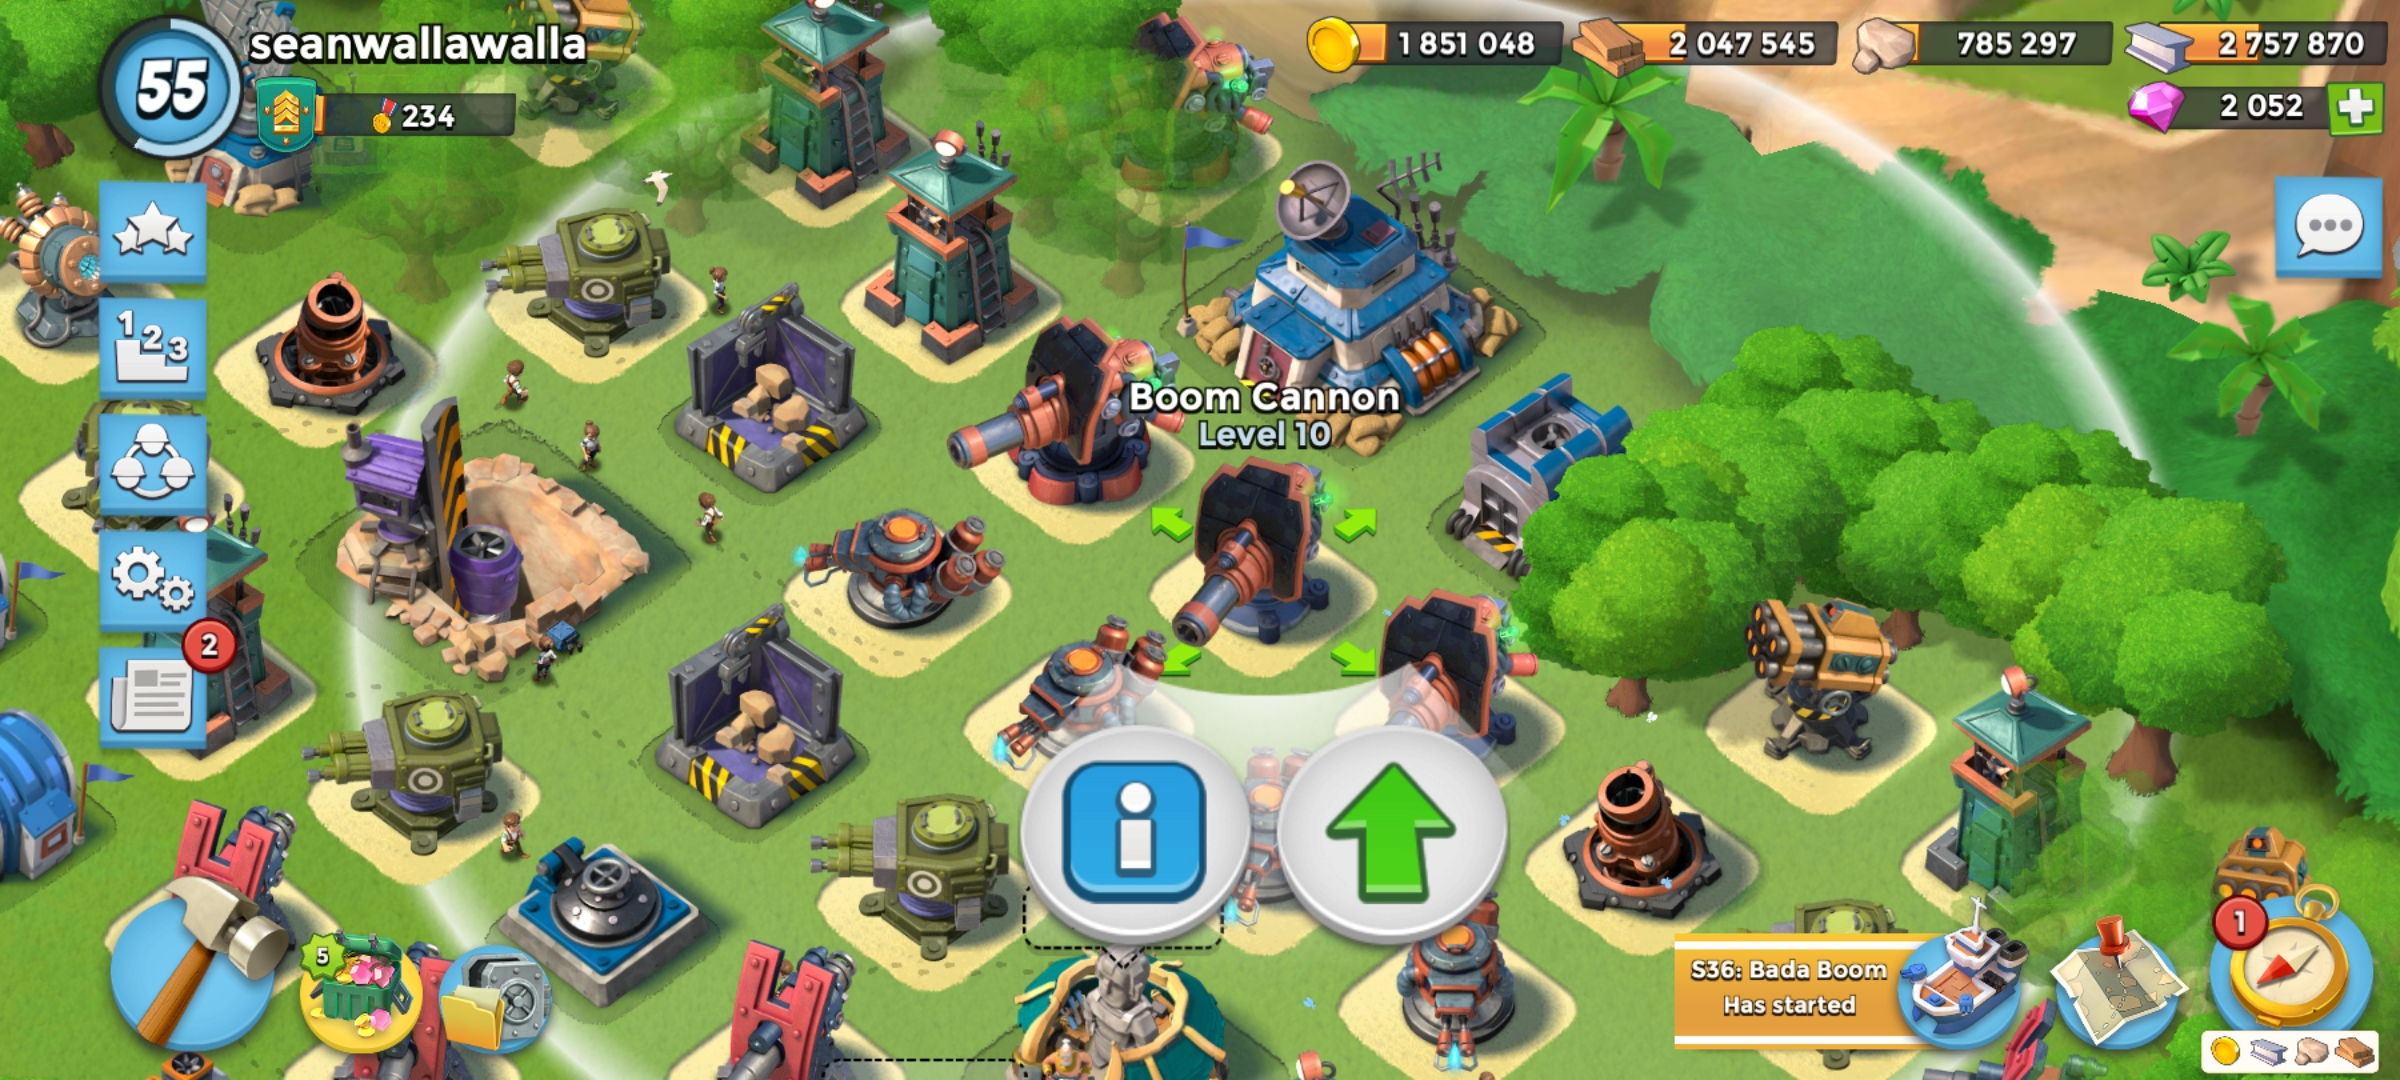 55
seanwallawalla
234
1 851 048
2 047 545
785 297
2 757 870
2 052
123
Boom Cannon
Level 10
2
5
S36: Bada Boom
Has started
1